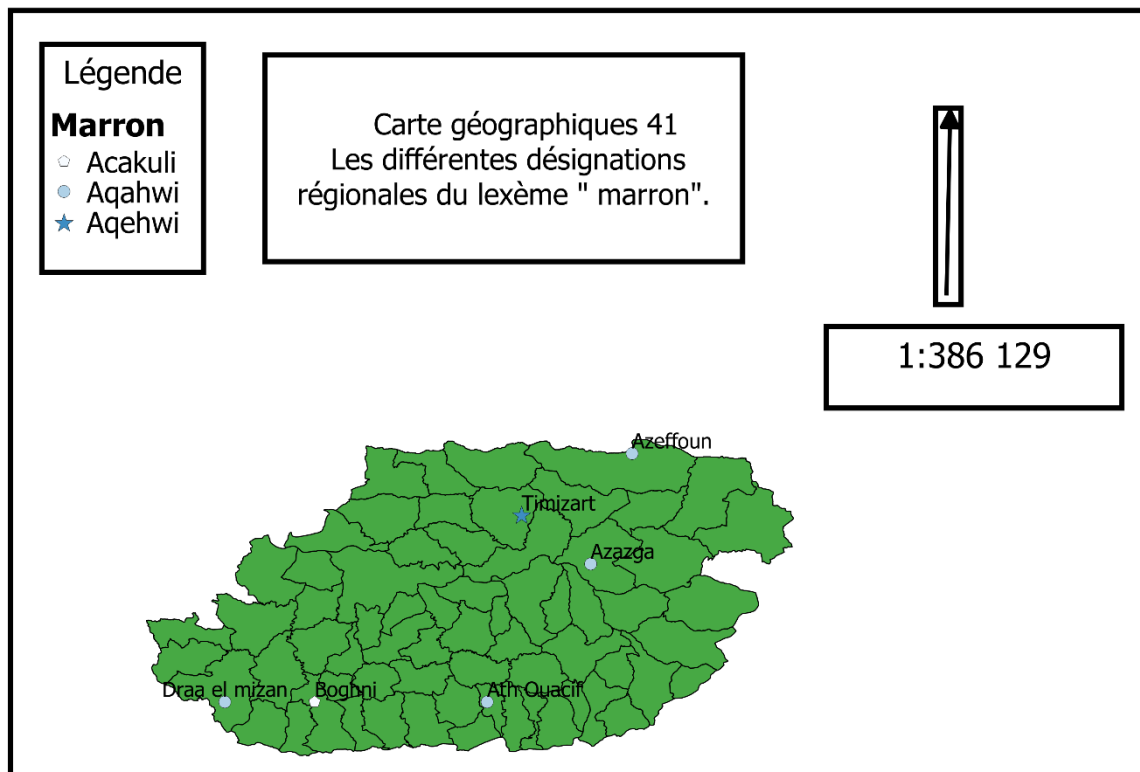 Légende
Marron
Acakuli
Aqahwi
Aqehwi
Carte géographiques 41
Les différentes désignations
régionales du lexème " marron".
1:386 129
Azeffoun
Timizart
Azazga
Draa el mizan
Boghni
Ath Ouacif